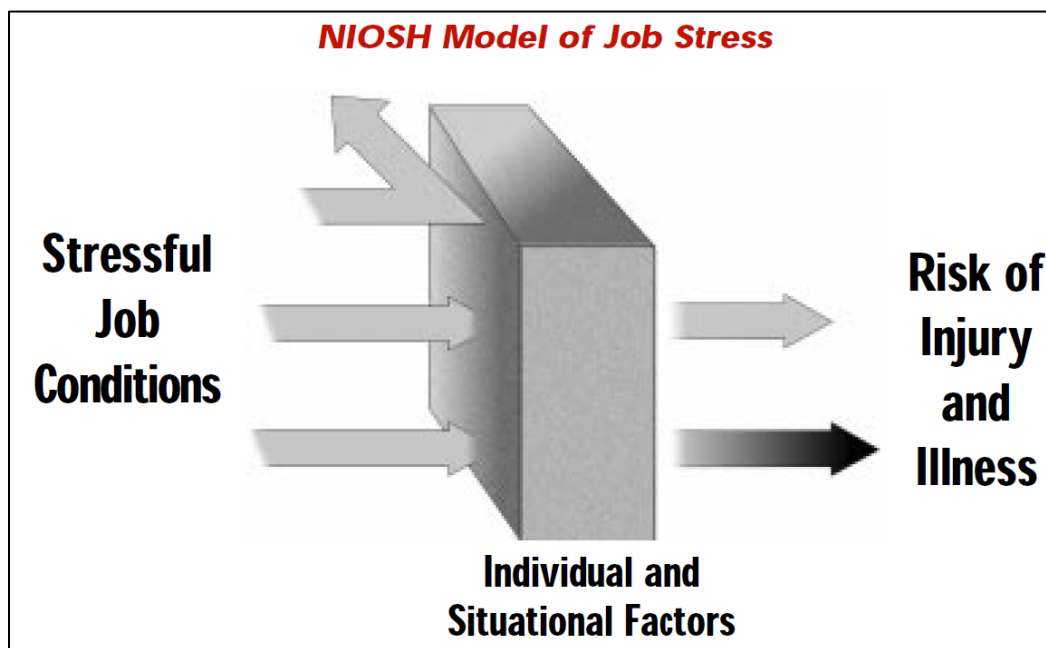 NIOSH Model of Job Stress
Stressful
Job
Conditions
Risk of
Injury
and
Illness
Individual and
Situational Factors